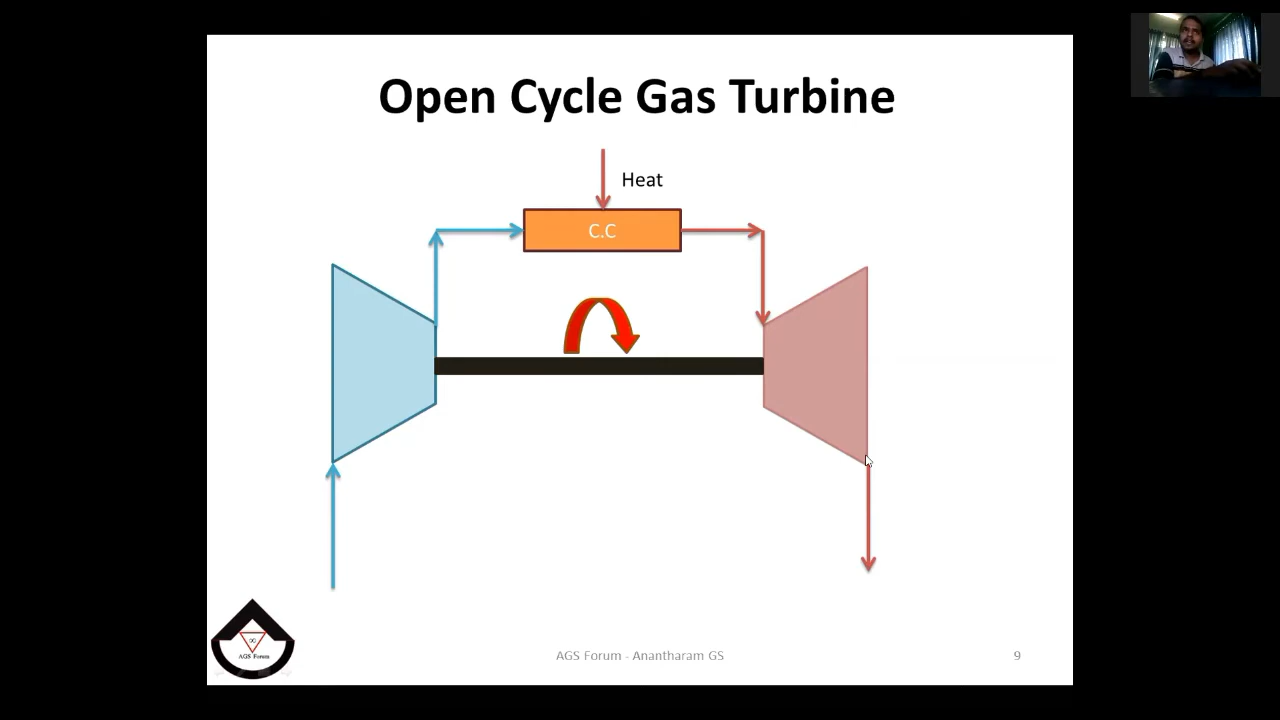 Open Cycle Gas Turbine
Heat
C.C
∞
AGS Forum
AGS Forum - Anantharam GS
9